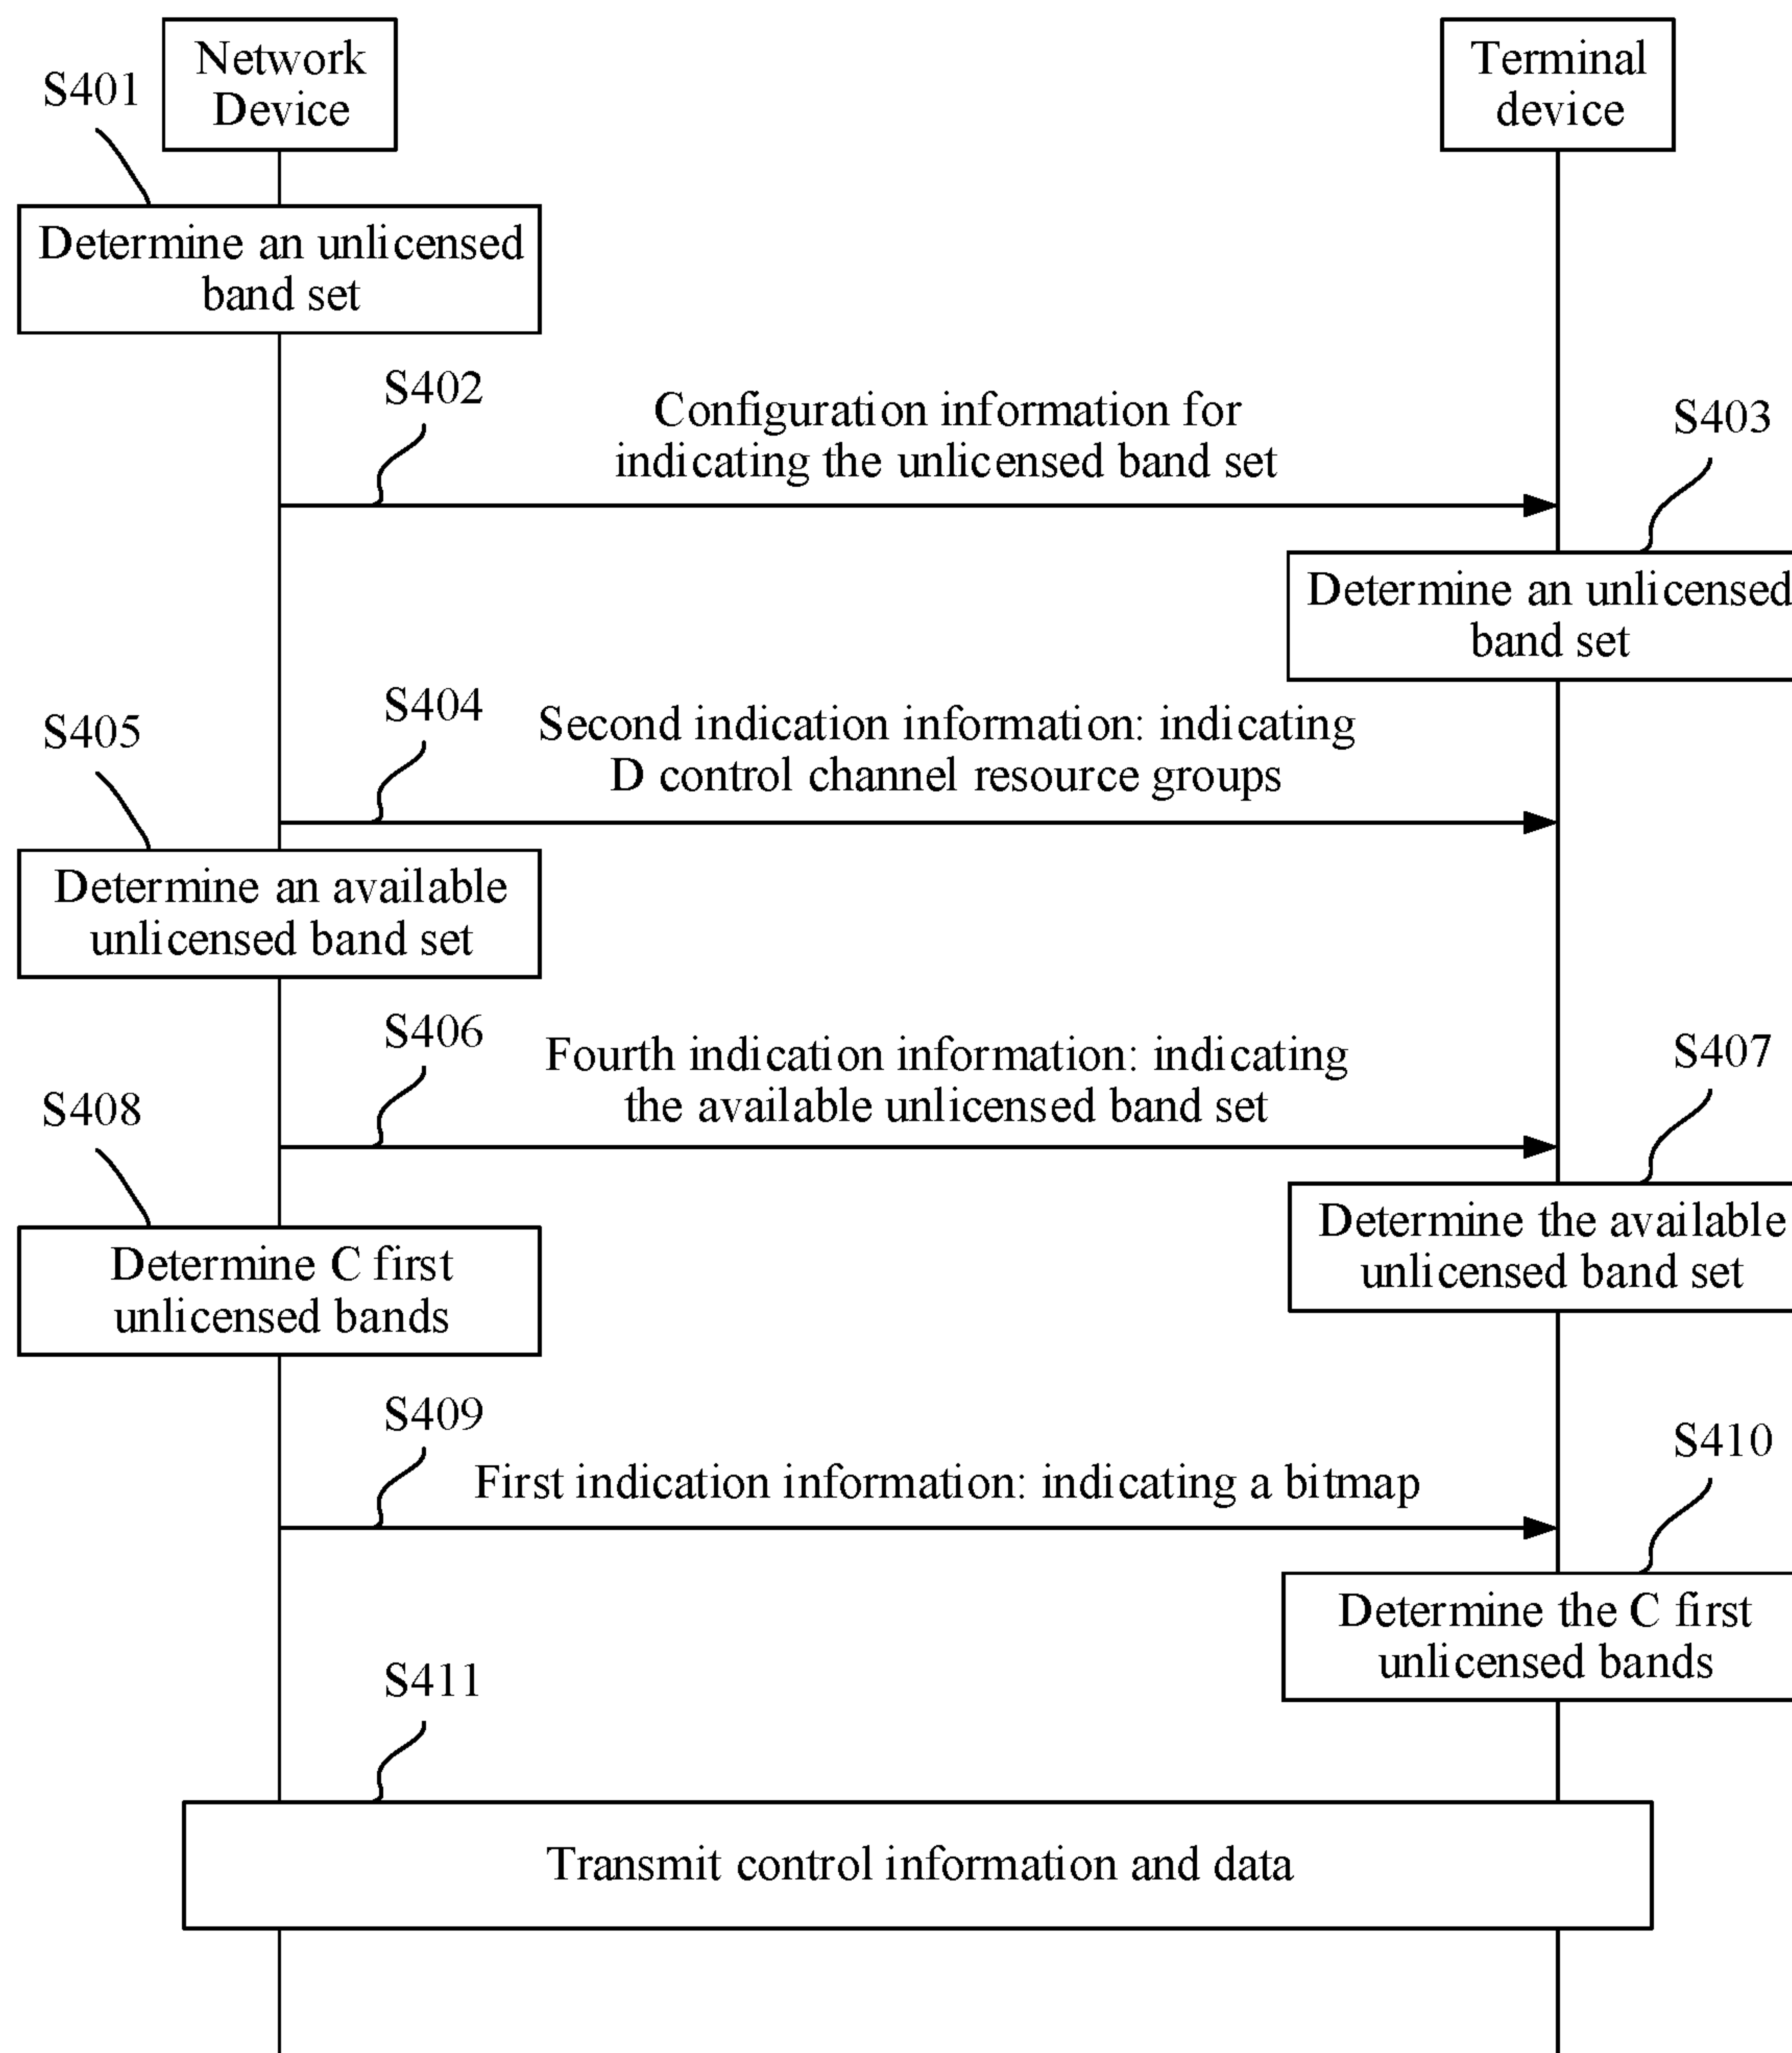 Network
Device
Terminal
device
S401
Determine an unlicensed
band set
S402
Configuration information for
indicating the unlicensed band set
S403
Determine an unlicensed
band set
S404
Second indication information: indicating
D control channel resource groups
S405
Determine an available
unlicensed band set
S406
Fourth indication information: indicating
the available unlicensed band set
S407
Determine the available
unlicensed band set
S408
Determine C first
unlicensed bands
S409
First indication information: indicating a bitmap
S410
Determine the C first
unlicensed bands
S411
Transmit control information and data